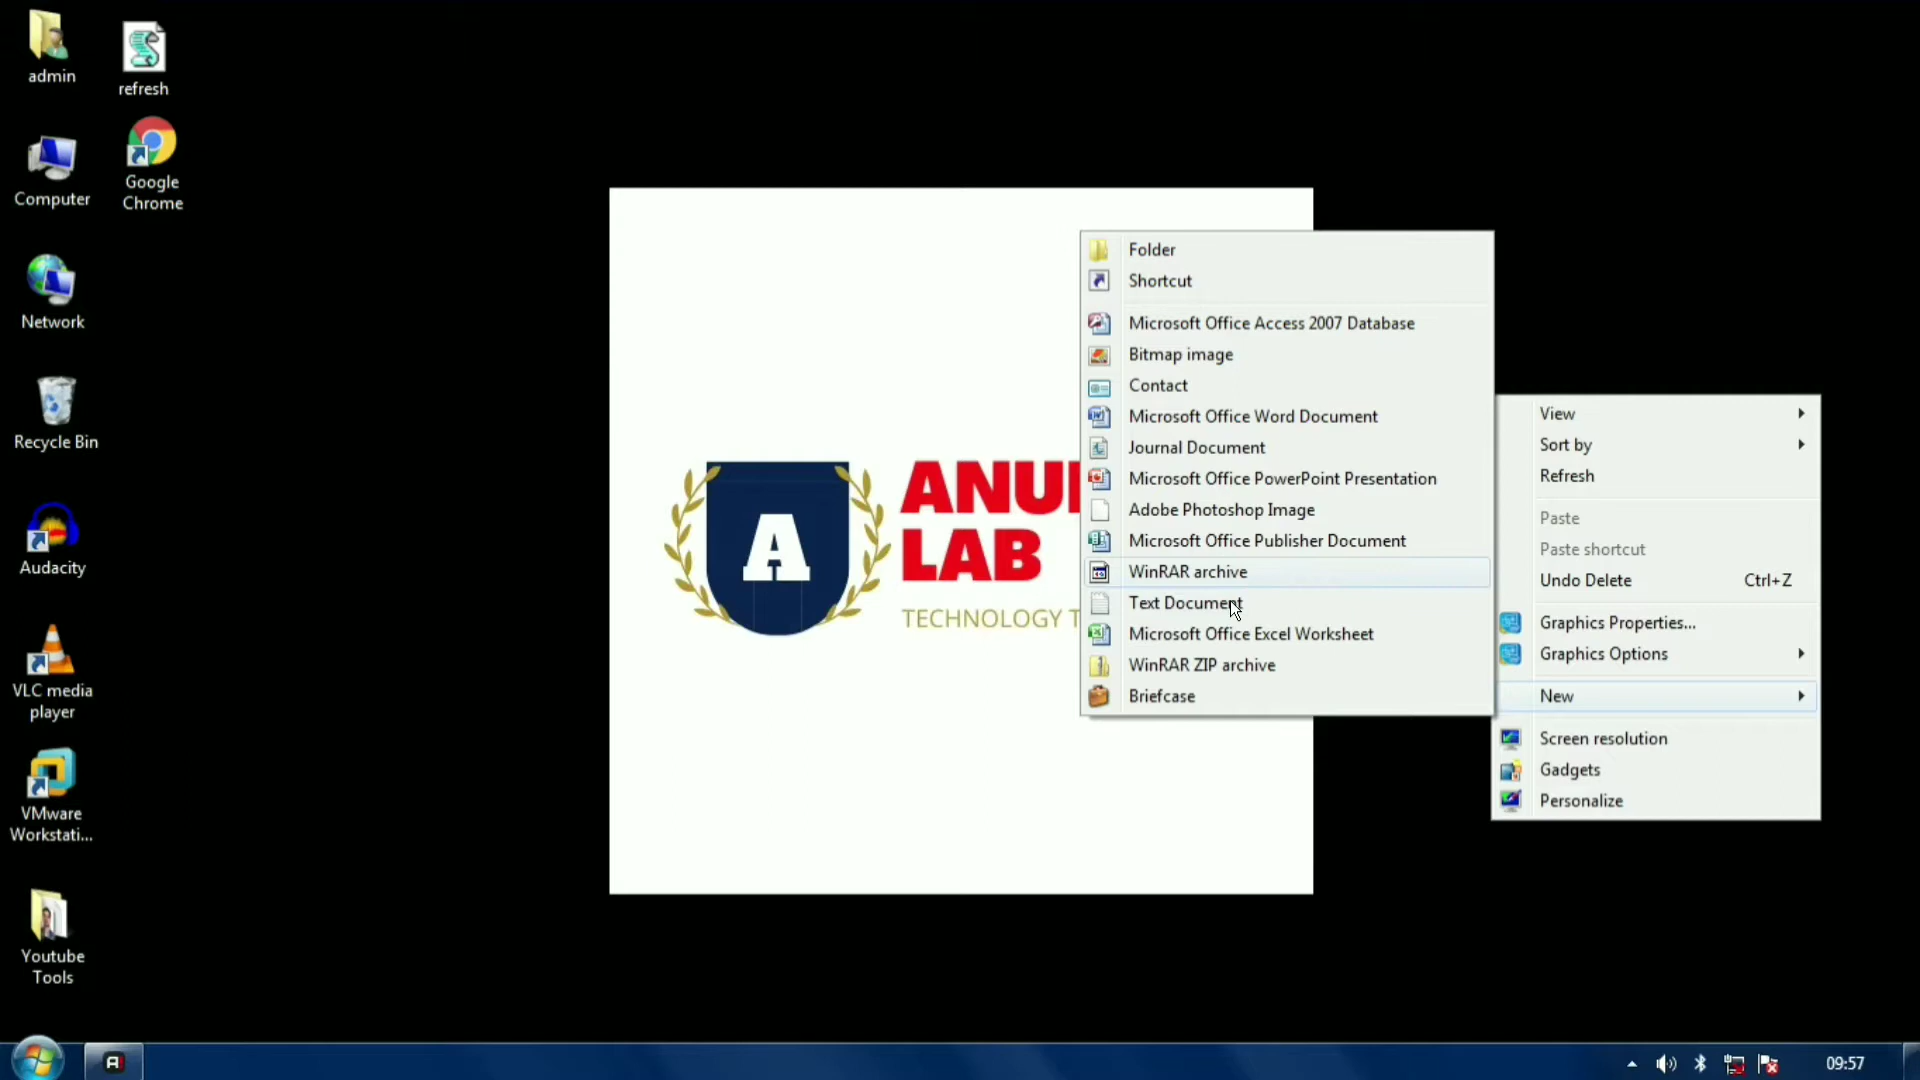 admin
refresh
Computer
Google
Chrome
Network
Recycle Bin
Audacity
VLC media
player
VMware
Workstati...
Youtube
Tools
A
ANU
LAB
TECHNOLOGY T
Folder
Shortcut
Microsoft Office Access 2007 Database
Bitmap image
Contact
Microsoft Office Word Document
Journal Document
Microsoft Office PowerPoint Presentation
Adobe Photoshop Image
Microsoft Office Publisher Document
WinRAR archive
Text Document
Microsoft Office Excel Worksheet
WinRAR ZIP archive
Briefcase
View
Sort by
Refresh
Paste
Paste shortcut
Undo Delete Ctrl+Z
Graphics Properties...
Graphics Options
New
Screen resolution
Gadgets
Personalize
A
09:57